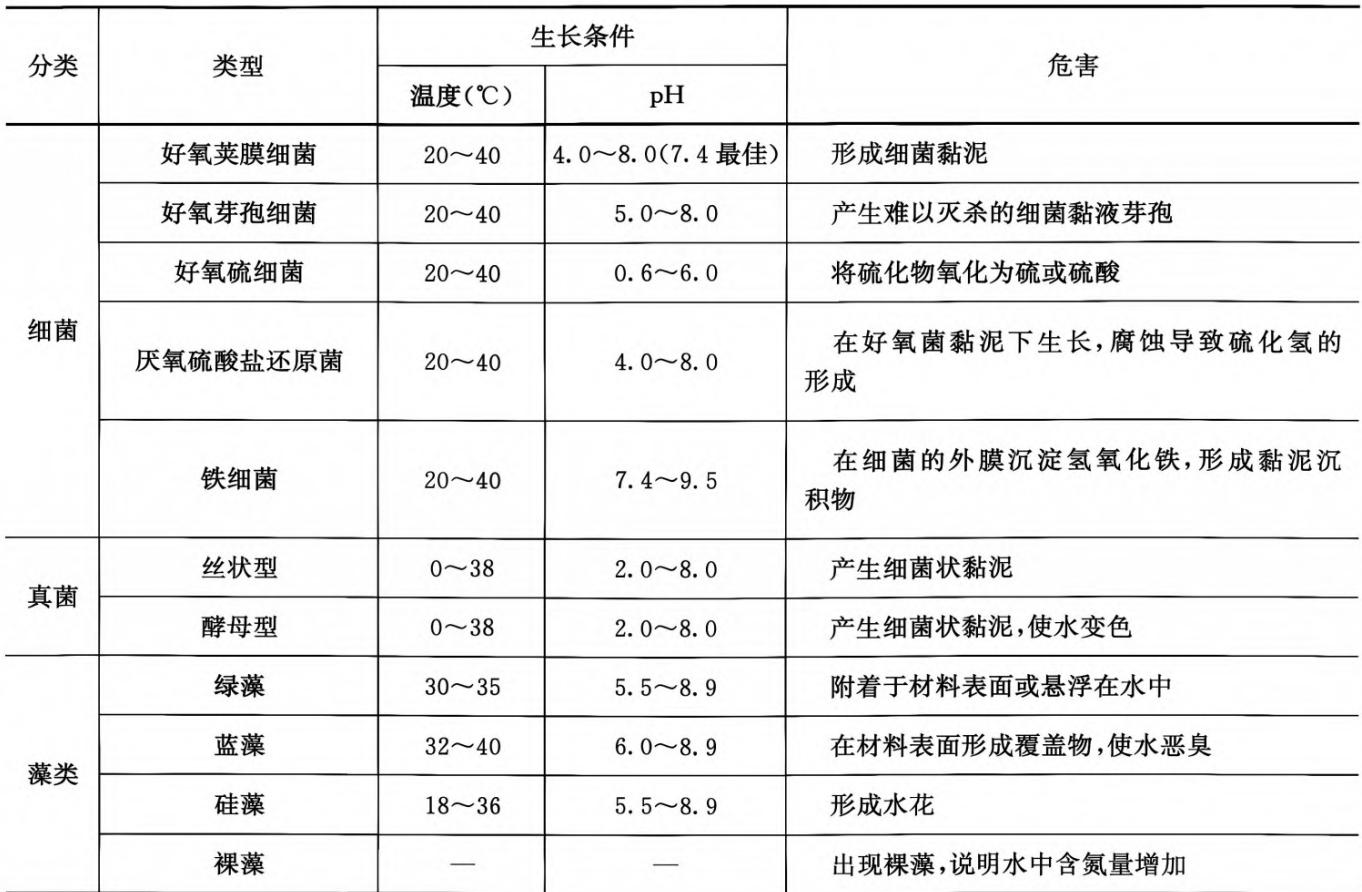 分类 类型 生长条件 危害
温度(℃) pH
细菌 好氧荚膜细菌 20～40 4.0～8.0(7.4最佳) 形成细菌黏泥
好氧芽孢细菌 20～40 5.0～8.0 产生难以灭杀的细菌黏液芽孢
好氧硫细菌 20～40 0.6～6.0 将硫化物氧化为硫或硫酸
厌氧硫酸盐还原菌 20～40 4.0～8.0 在好氧菌黏泥下生长,腐蚀导致硫化氢的
形成
铁细菌 20～40 7.4～9.5 在细菌的外膜沉淀氢氧化铁,形成黏泥沉
积物
真菌 丝状型 0～38 2.0～8.0 产生细菌状黏泥
酵母型 0～38 2.0～8.0 产生细菌状黏泥,使水变色
藻类 绿藻 30～35 5.5～8.9 附着于材料表面或悬浮在水中
蓝藻 32～40 6.0～8.9 在材料表面形成覆盖物,使水恶臭
硅藻 18～36 5.5～8.9 形成水花
裸藻 — — 出现裸藻,说明水中含氮量增加